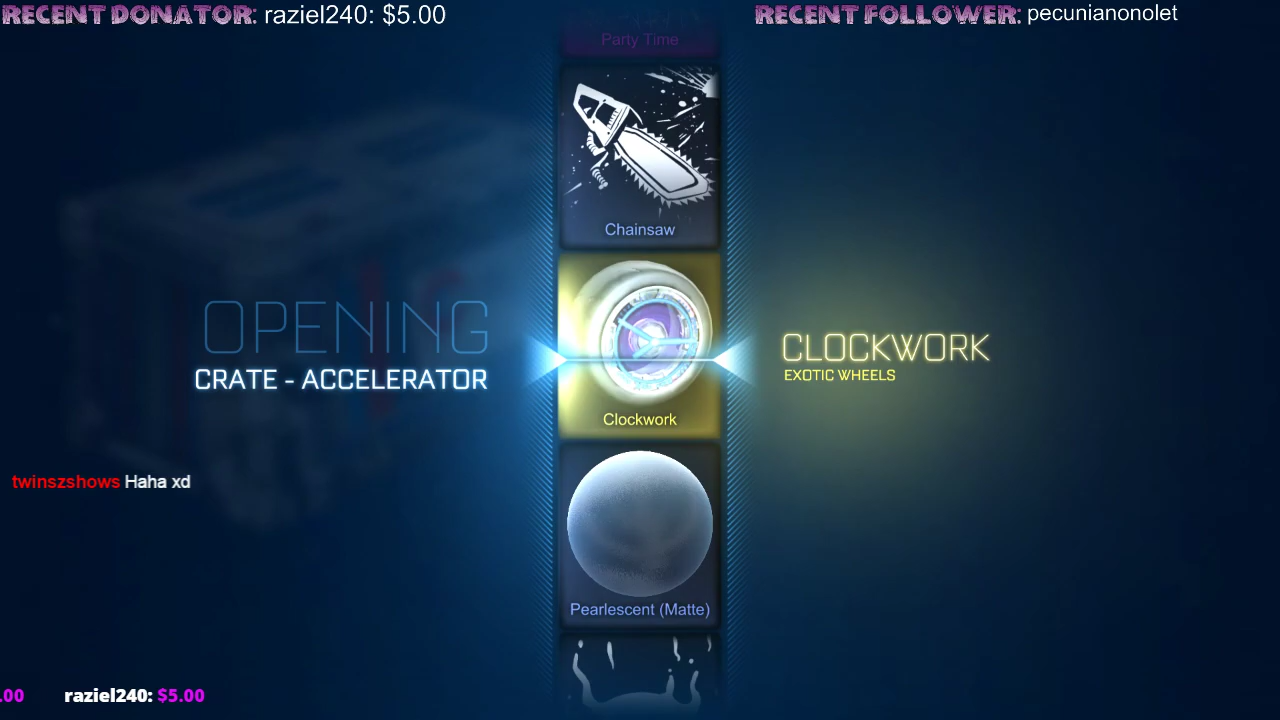 RECENT DONATOR: raziel240: $5.00
RECENT FOLLOWER: pecunianonolet
Party Time
Chainsaw
OPENING
CRATE - ACCELERATOR
CLOCKWORK
EXOTIC WHEELS
Clockwork
twinszshows Haha xd
Pearlescent (Matte)
.00 raziel240: $5.00